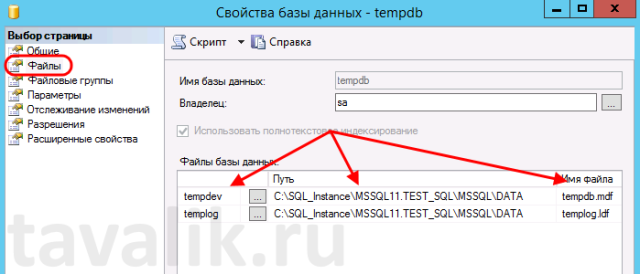 Свойства базы данных - tempdb
Выбор страницы
Общие
Файлы
Файловые группы
Параметры
Отслеживание изменений
Разрешения
Расширенные свойства
Скрипт Справка
Имя базы данных: tempdb
Владелец: sa ...
Использовать полнотекстовое индексирование
Файлы базы данных:
Путь Имя файла
tempdev ... C:\SQL_Instance\MSSQL11.TEST_SQL\MSSQL\DATA tempdb.mdf
templog ... C:\SQL_Instance\MSSQL11.TEST_SQL\MSSQL\DATA templog.ldf
tavalik.ru